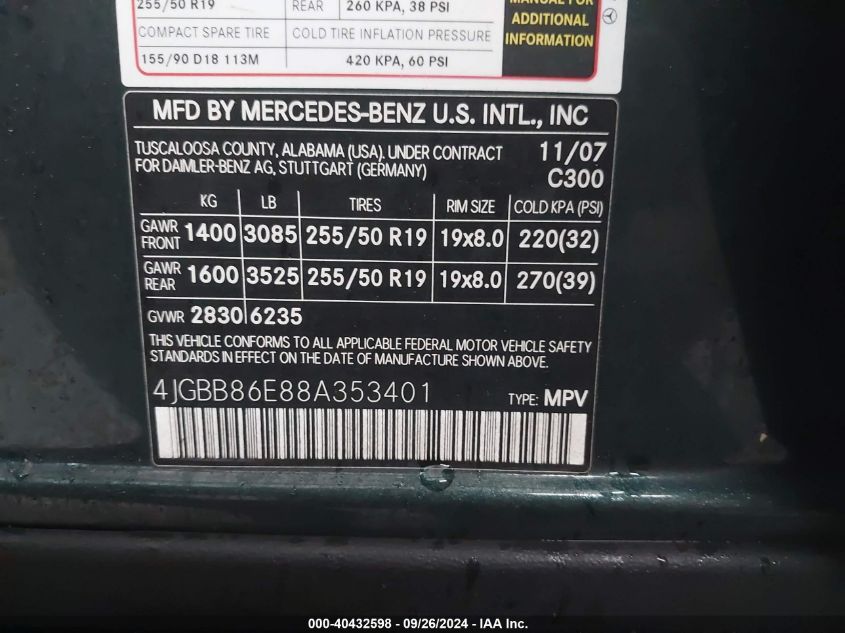 255/50 R19 REAR 260 KPA, 38 PSI
MANUAL FOR
ADDITIONAL
INFORMATION
COMPACT SPARE TIRE COLD TIRE INFLATION PRESSURE
155/90 D18 113M 420 KPA, 60 PSI
MFD BY MERCEDES-BENZ U.S. INTL., INC
TUSCALOOSA COUNTY, ALABAMA (USA). UNDER CONTRACT 11/07
FOR DAIMLER-BENZ AG, STUTTGART (GERMANY) C300
KG LB TIRES RIM SIZE COLD KPA (PSI)
GAWR FRONT 1400 3085 255/50 R19 19x8.0 220(32)
GAWR REAR 1600 3525 255/50 R19 19x8.0 270(39)
GVWR 2830 6235
THIS VEHICLE CONFORMS TO ALL APPLICABLE FEDERAL MOTOR VEHICLE SAFETY
STANDARDS IN EFFECT ON THE DATE OF MANUFACTURE SHOWN ABOVE.
4JGBB86E88A353401 TYPE: MPV
000-40432598 - 09/26/2024 - IAA Inc.